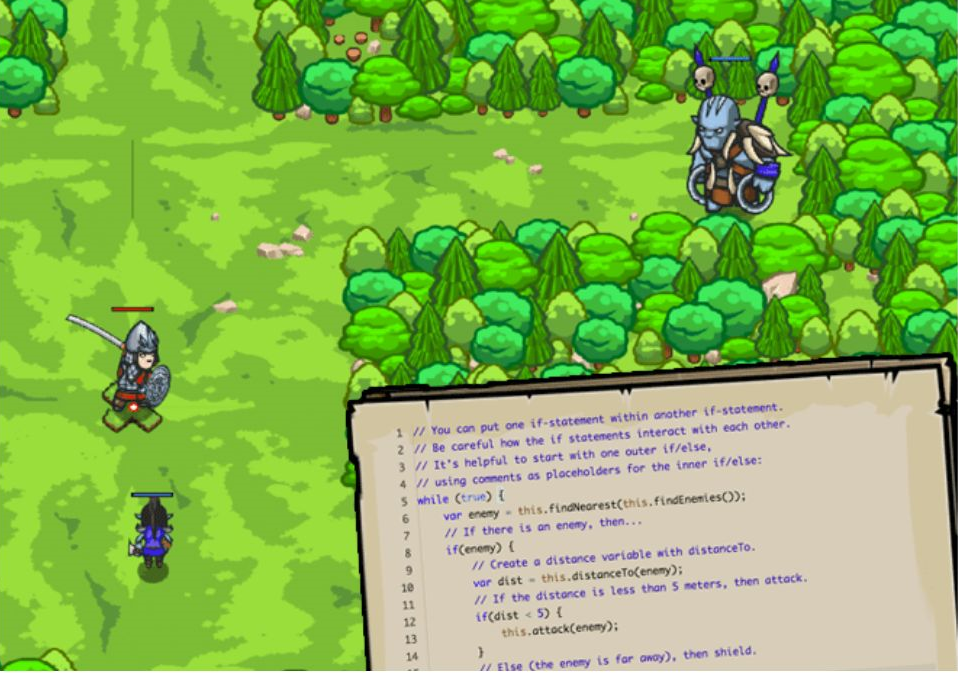 1 // You can put one if-statement within another if-statement.
2 // Be careful how the if statements interact with each other.
3 // It's helpful to start with one outer if/else,
4 // using comments as placeholders for the inner if/else:
5 while (true) {
6 var enemy = this.findNearest(this.findEnemies());
7 // If there is an enemy, then...
8 if(enemy) {
9 // Create a distance variable with distanceTo.
10 var dist = this.distanceTo(enemy);
11 // If the distance is less than 5 meters, then attack.
12 if(dist < 5) {
13 this.attack(enemy);
14 }
// Else (the enemy is far away), then shield.